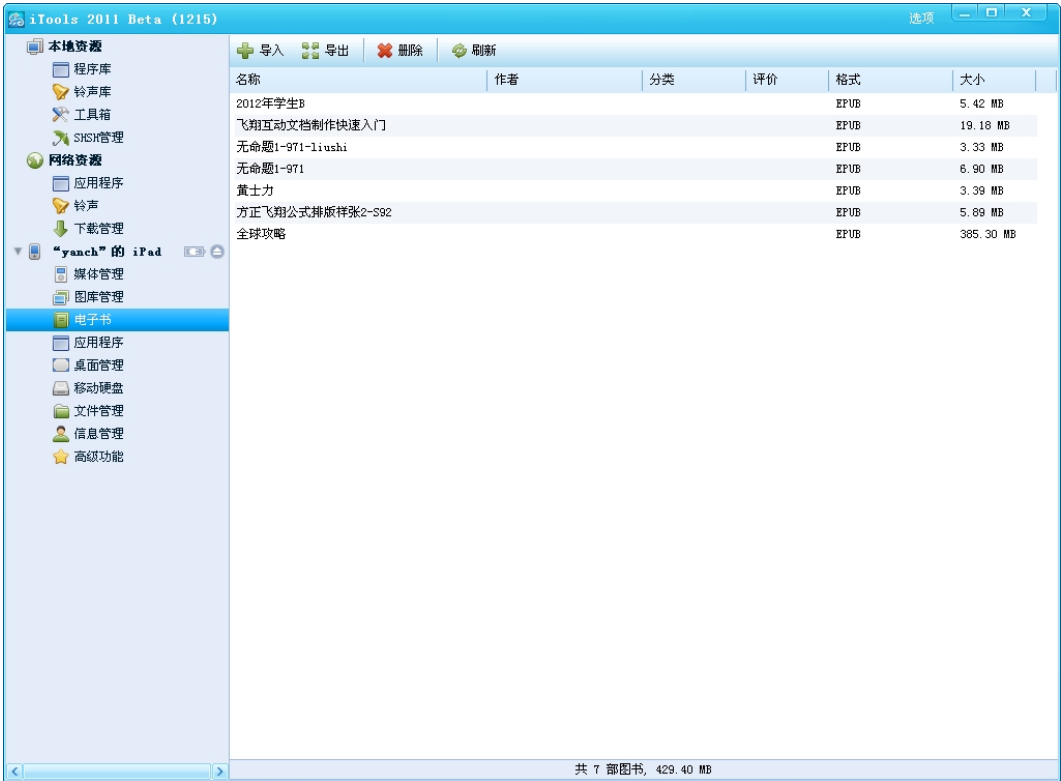 iTools 2011 Beta (1215)
选项
本地资源
程序库
铃声库
工具箱
SHSH管理
网络资源
应用程序
铃声
下载管理
“yanch”的 iPad
媒体管理
图库管理
电子书
应用程序
桌面管理
移动硬盘
文件管理
信息管理
高级功能
导入 导出 删除 刷新
名称 作者 分类 评价 格式 大小
2012年学生B EPUB 5.42 MB
飞翔互动文档制作快速入门 EPUB 19.18 MB
无命题1-971-liushi EPUB 3.33 MB
无命题1-971 EPUB 6.90 MB
黄士力 EPUB 3.39 MB
方正飞翔公式排版样张2-S92 EPUB 5.89 MB
全球攻略 EPUB 385.30 MB
共 7 部图书, 429.40 MB